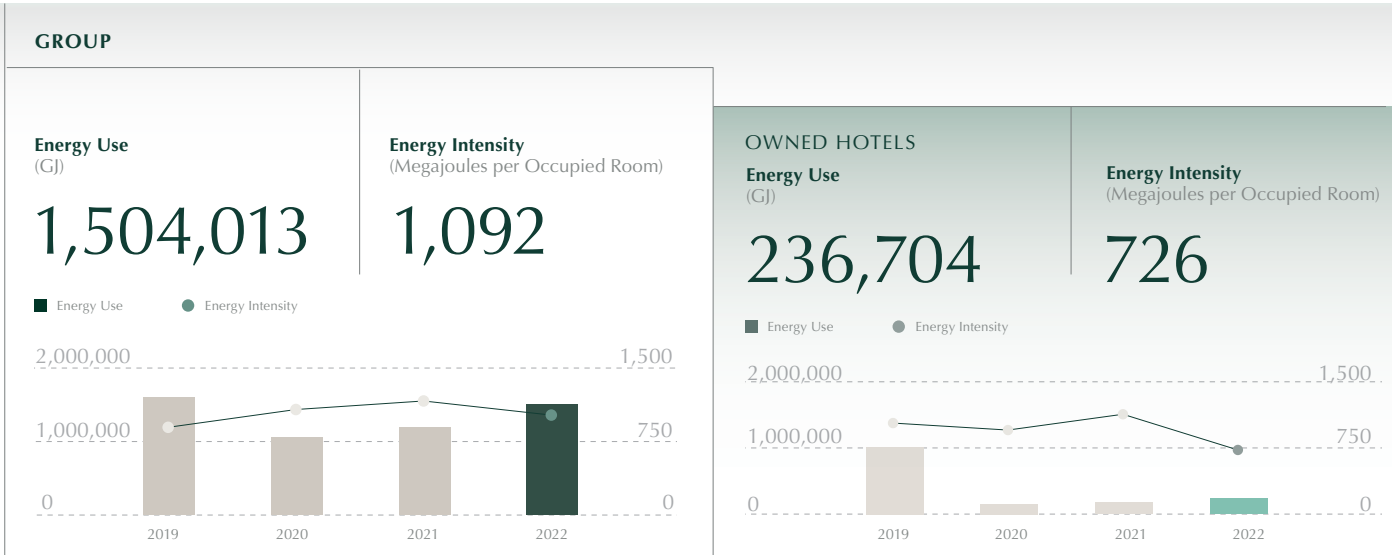 GROUP
Energy Use
(GJ)
1,504,013
Energy Intensity
(Megajoules per Occupied Room)
1,092
Energy Use
Energy Intensity
2,000,000
1,500
1,000,000
750
0
0
2019
2020
2021
2022
OWNED HOTELS
Energy Use
(GJ)
236,704
Energy Intensity
(Megajoules per Occupied Room)
726
Energy Use
Energy Intensity
2,000,000
1,500
1,000,000
750
0
0
2019
2020
2021
2022